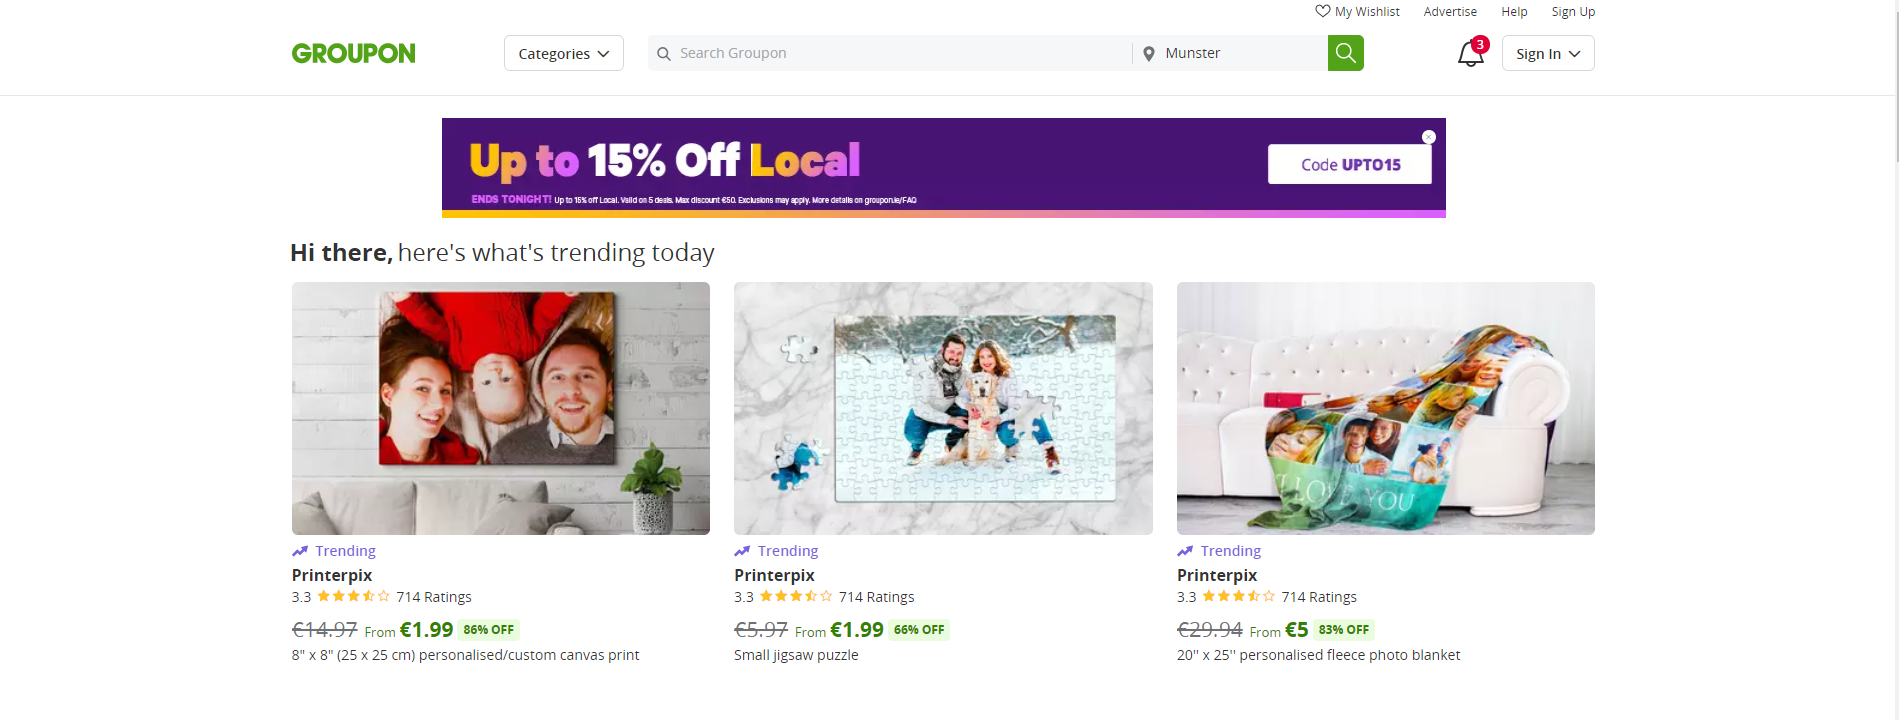 My Wishlist Advertise Help Sign Up
GROUPON Categories Search Groupon Munster 3 Sign In
Up to 15% Off Local
Code UPTO15
ENDS TONIGHT! Up to 15% off Local. Valid on 5 deals. Max discount €50. Exclusions may apply. More details on groupon.ie/FAQ
Hi there, here's what's trending today
I LOVE YOU
Trending
Printerpix
3.3 714 Ratings
€14.97 From €1.99 86% OFF
8" x 8" (25 x 25 cm) personalised/custom canvas print
Trending
Printerpix
3.3 714 Ratings
€5.97 From €1.99 66% OFF
Small jigsaw puzzle
Trending
Printerpix
3.3 714 Ratings
€29.94 From €5 83% OFF
20'' x 25'' personalised fleece photo blanket